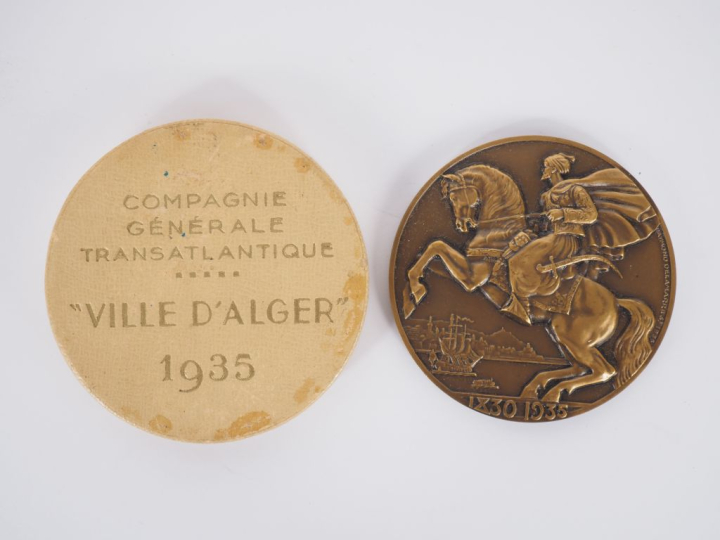 COMPAGNIE
GÉNÉRALE
TRANSATLANTIQUE
"VILLE D'ALGER"
1935
1830 1935